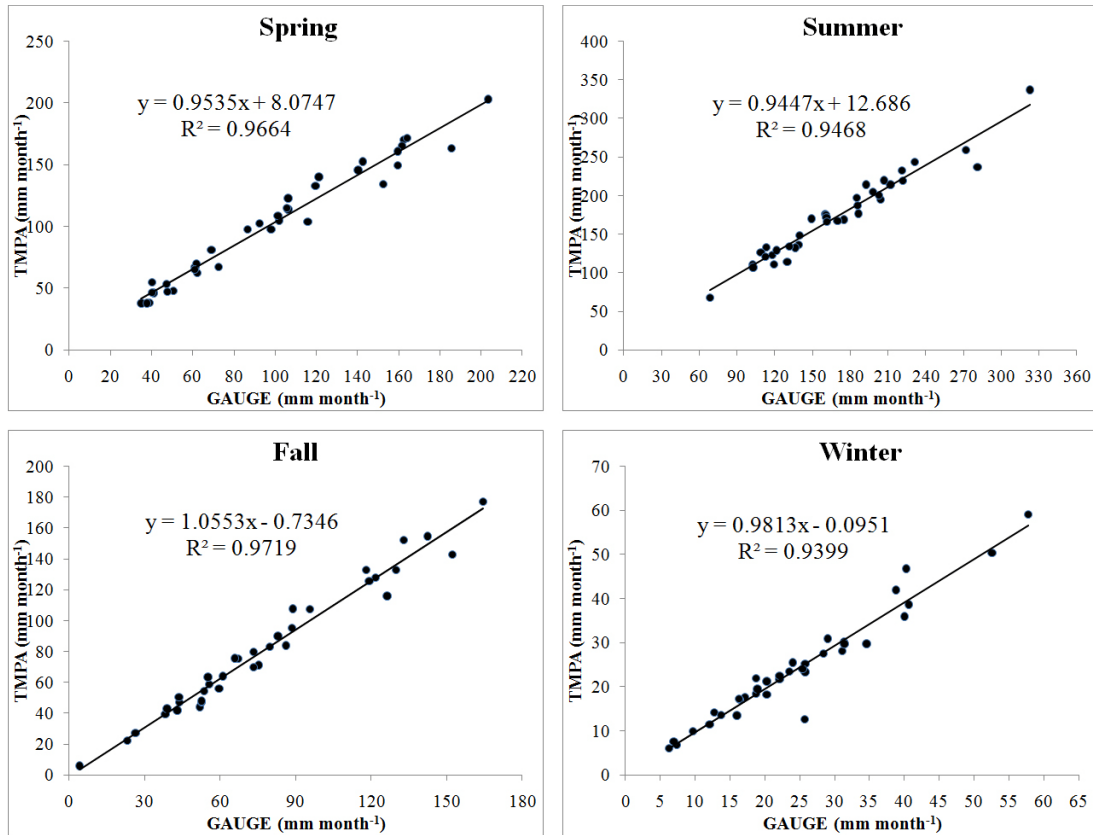 Spring
250
200
150
100
50
0
TMPA (mm month-1)
y = 0.9535x + 8.0747
R² = 0.9664
0 20 40 60 80 100 120 140 160 180 200 220
GAUGE (mm month-1)
Summer
400
350
300
250
200
150
100
50
0
TMPA (mm month-1)
y = 0.9447x + 12.686
R² = 0.9468
0 30 60 90 120 150 180 210 240 270 300 330 360
GAUGE (mm month-1)
Fall
200
180
160
140
120
100
80
60
40
20
0
TMPA (mm month-1)
y = 1.0553x - 0.7346
R² = 0.9719
0 30 60 90 120 150 180
GAUGE (mm month-1)
Winter
70
60
50
40
30
20
10
0
TMPA (mm month-1)
y = 0.9813x - 0.0951
R² = 0.9399
0 5 10 15 20 25 30 35 40 45 50 55 60 65
GAUGE (mm month-1)